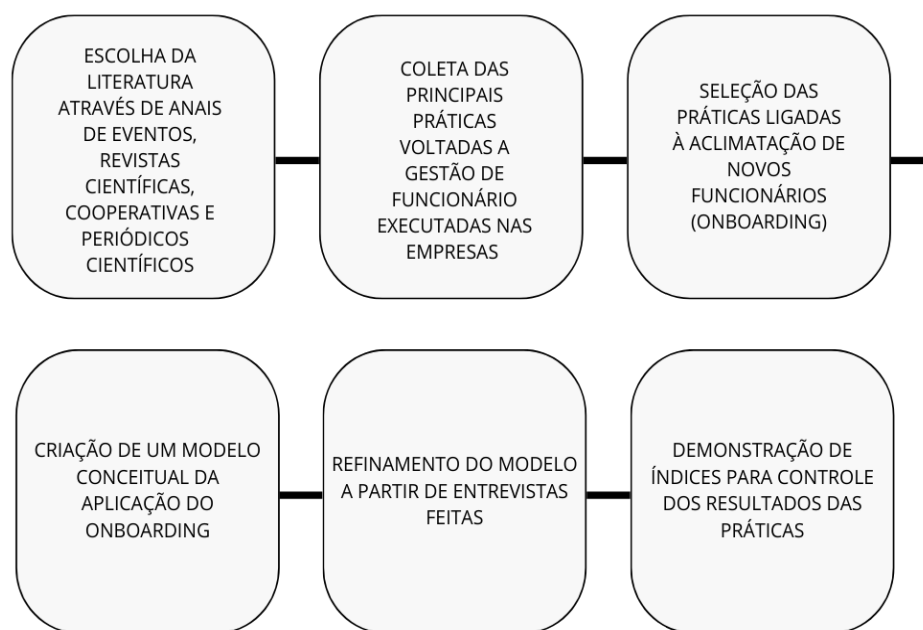 ESCOLHA DA
LITERATURA
ATRAVÉS DE ANAIS
DE EVENTOS,
REVISTAS
CIENTÍFICAS,
COOPERATIVAS E
PERIÓDICOS
CIENTÍFICOS
COLETA DAS
PRINCIPAIS
PRÁTICAS
VOLTADAS A
GESTÃO DE
FUNCIONÁRIO
EXECUTADAS NAS
EMPRESAS
SELEÇÃO DAS
PRÁTICAS LIGADAS
À ACLIMATAÇÃO DE
NOVOS
FUNCIONÁRIOS
(ONBOARDING)
CRIAÇÃO DE UM MODELO
CONCEITUAL DA
APLICAÇÃO DO
ONBOARDING
REFINAMENTO DO MODELO
A PARTIR DE ENTREVISTAS
FEITAS
DEMONSTRAÇÃO DE
ÍNDICES PARA CONTROLE
DOS RESULTADOS DAS
PRÁTICAS